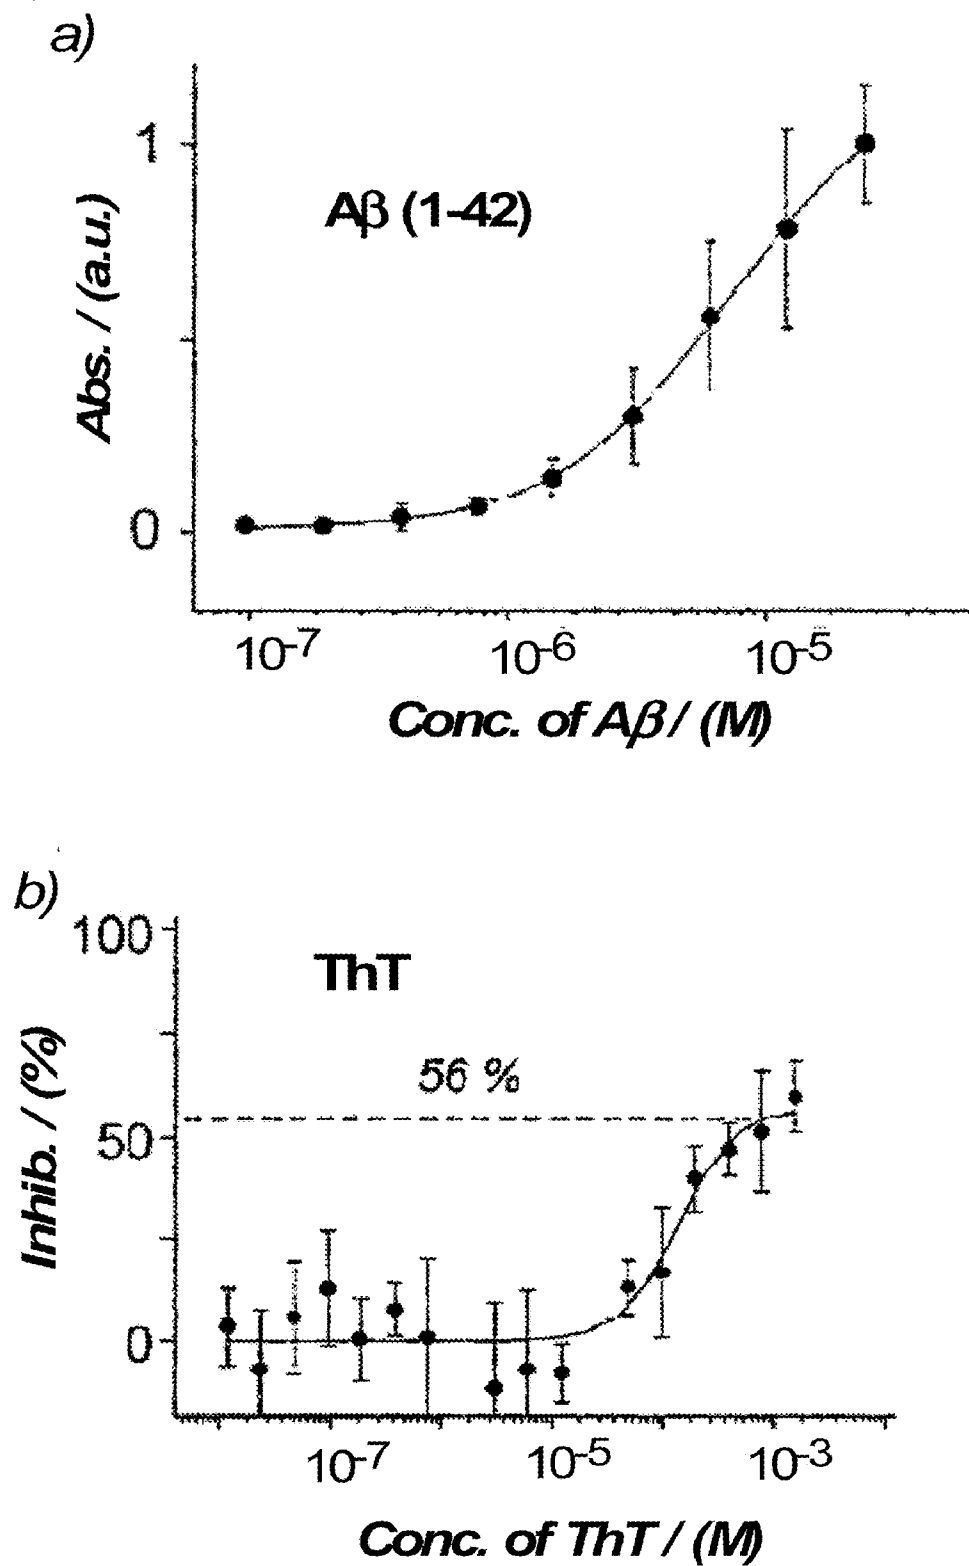 a)
1
Aβ (1-42)
Abs. / (a.u.)
0
10-7 10-6 10-5
Conc. of Aβ / (M)
b)
100
ThT
56 %
Inhib. / (%)
50
0
10-7 10-5 10-3
Conc. of ThT / (M)